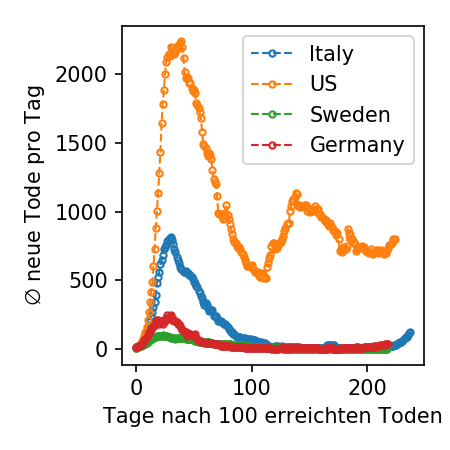 Italy
US
Sweden
Germany
∅ neue Tode pro Tag
2000
1500
1000
500
0
0 100 200
Tage nach 100 erreichten Toden